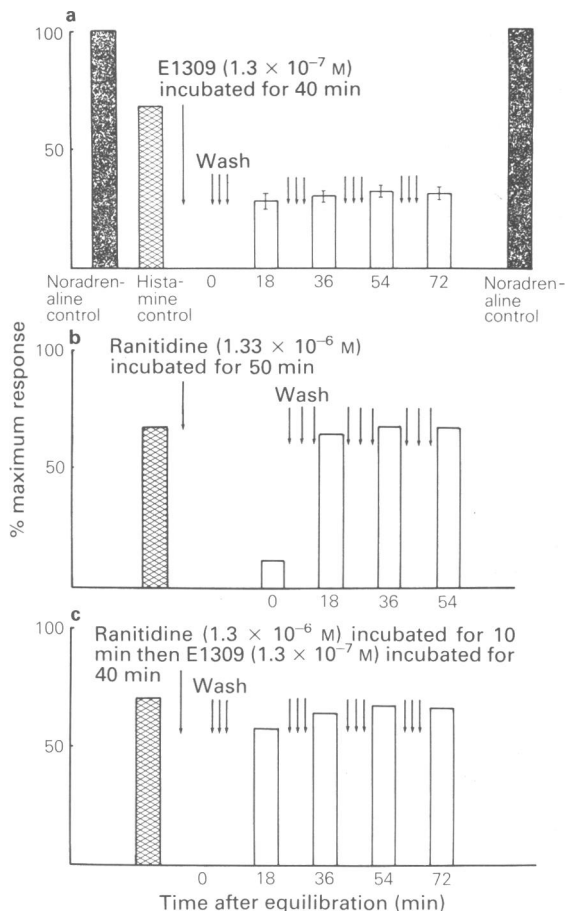 a
100
E1309 (1.3 × 10⁻⁷ M)
incubated for 40 min
Wash
50
Noradren-
aline
control
Hista-
mine
control
0 18 36 54 72
Noradren-
aline
control
b
100
Ranitidine (1.33 × 10⁻⁶ M)
incubated for 50 min
Wash
50
% maximum response
0 18 36 54
c
100
Ranitidine (1.3 × 10⁻⁶ M) incubated for 10
min then E1309 (1.3 × 10⁻⁷ M) incubated for
40 min
Wash
50
0 18 36 54 72
Time after equilibration (min)